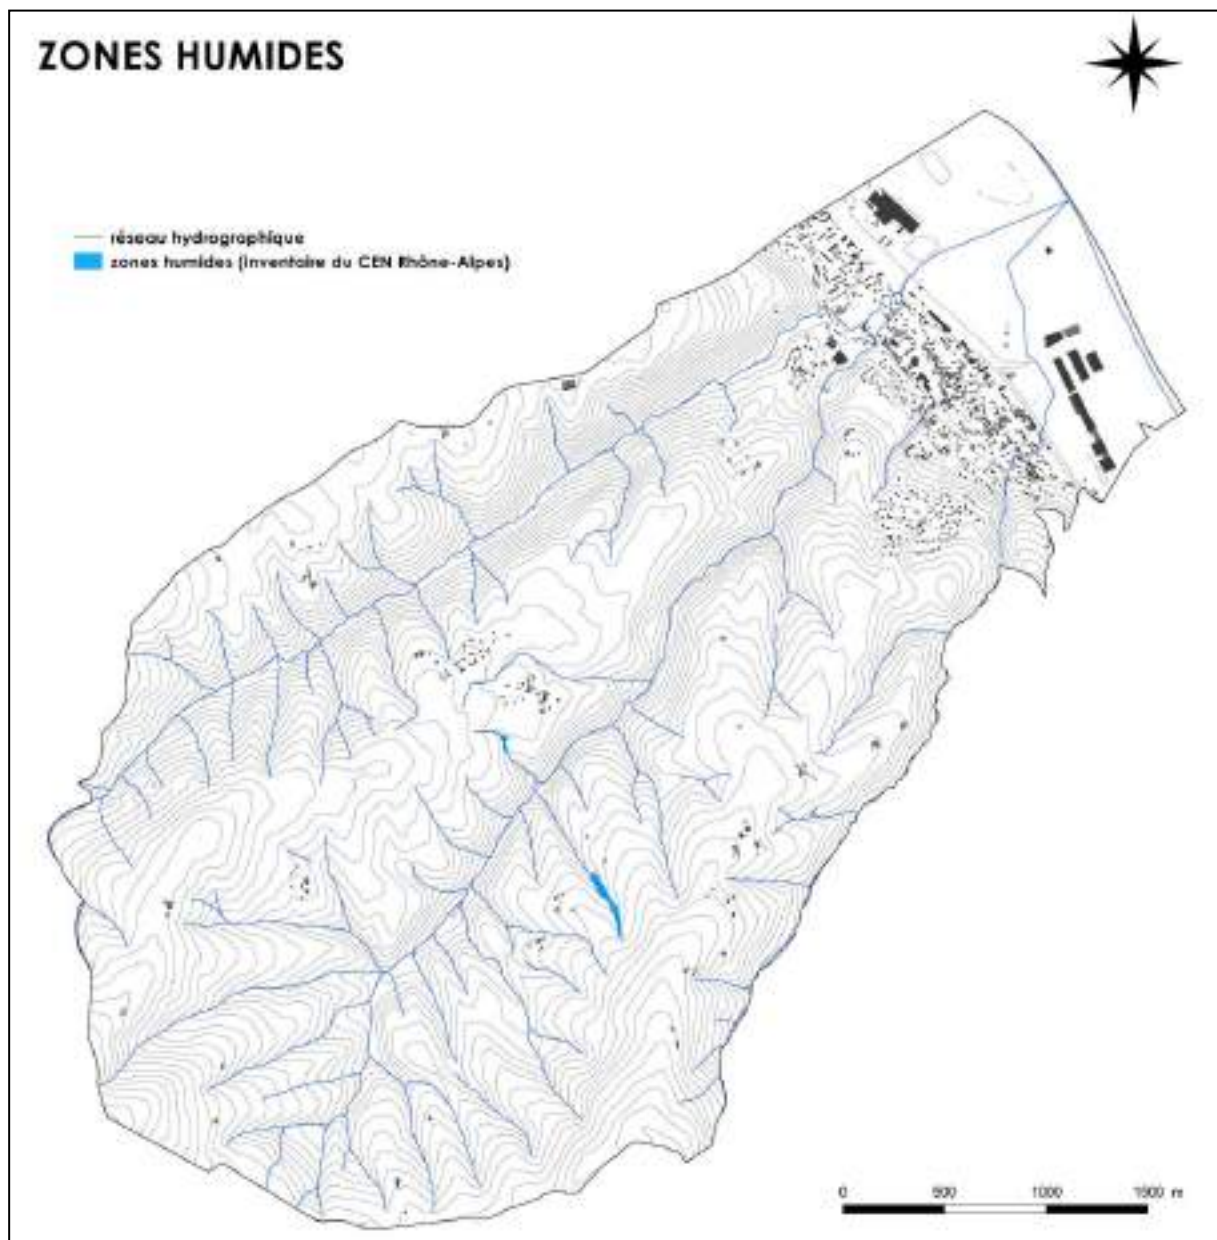 ZONES HUMIDES
réseau hydrographique
zones humides (inventaire du CEN Rhône-Alpes)
0 500 1000 1500 m